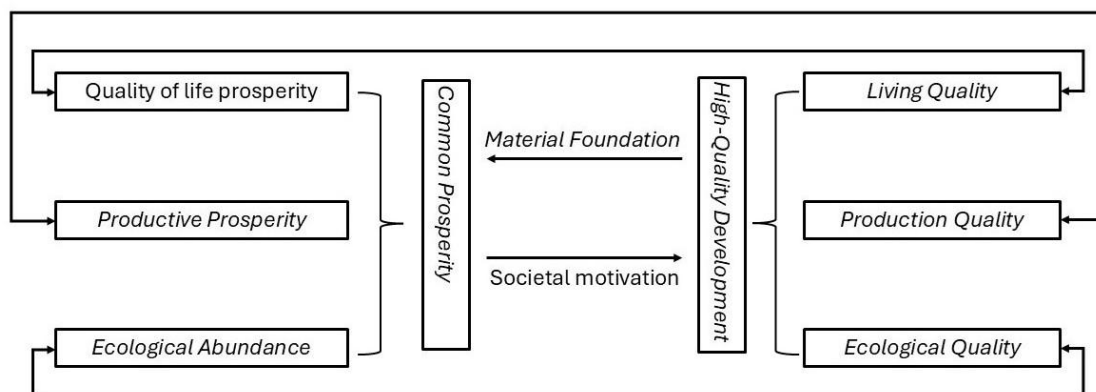 Quality of life prosperity
Productive Prosperity
Ecological Abundance
Common Prosperity
Material Foundation
Societal motivation
High-Quality Development
Living Quality
Production Quality
Ecological Quality